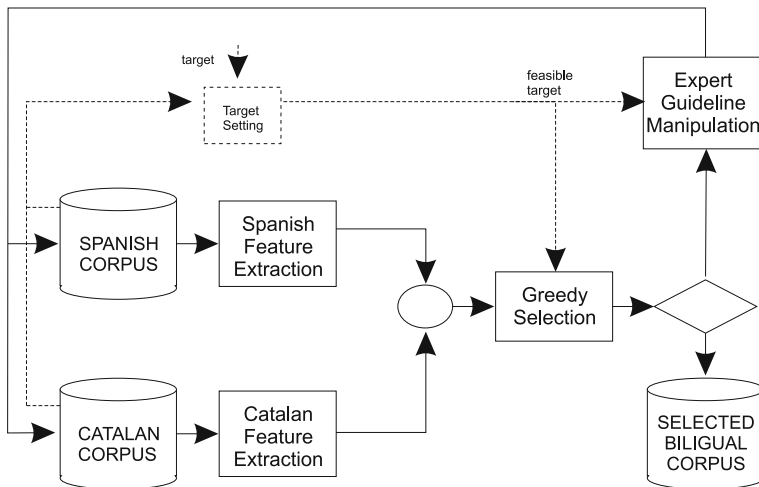 target
Target
Setting
feasible
target
Expert
Guideline
Manipulation
SPANISH
CORPUS
Spanish
Feature
Extraction
Greedy
Selection
CATALAN
CORPUS
Catalan
Feature
Extraction
SELECTED
BILIGUAL
CORPUS